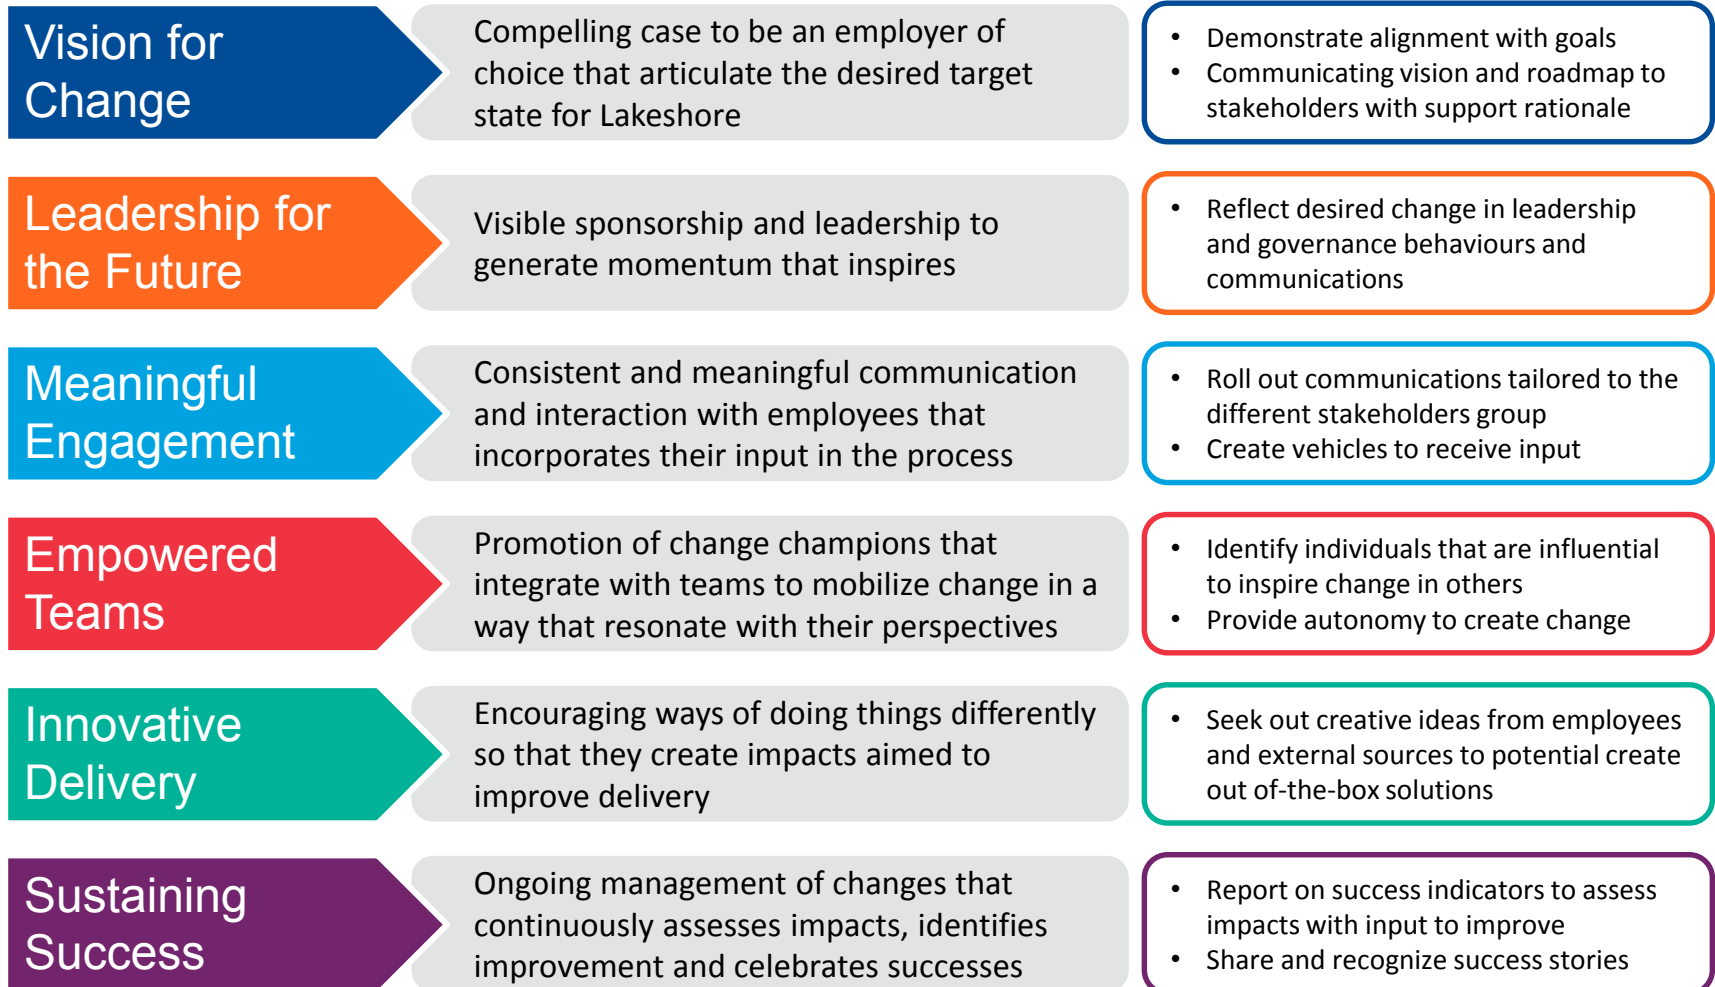 Vision for
Change
Compelling case to be an employer of
choice that articulate the desired target
state for Lakeshore
• Demonstrate alignment with goals
• Communicating vision and roadmap to
stakeholders with support rationale
Leadership for
the Future
Visible sponsorship and leadership to
generate momentum that inspires
• Reflect desired change in leadership
and governance behaviours and
communications
Meaningful
Engagement
Consistent and meaningful communication
and interaction with employees that
incorporates their input in the process
• Roll out communications tailored to the
different stakeholders group
• Create vehicles to receive input
Empowered
Teams
Promotion of change champions that
integrate with teams to mobilize change in a
way that resonate with their perspectives
• Identify individuals that are influential
to inspire change in others
• Provide autonomy to create change
Innovative
Delivery
Encouraging ways of doing things differently
so that they create impacts aimed to
improve delivery
• Seek out creative ideas from employees
and external sources to potential create
out of-the-box solutions
Sustaining
Success
Ongoing management of changes that
continuously assesses impacts, identifies
improvement and celebrates successes
• Report on success indicators to assess
impacts with input to improve
• Share and recognize success stories